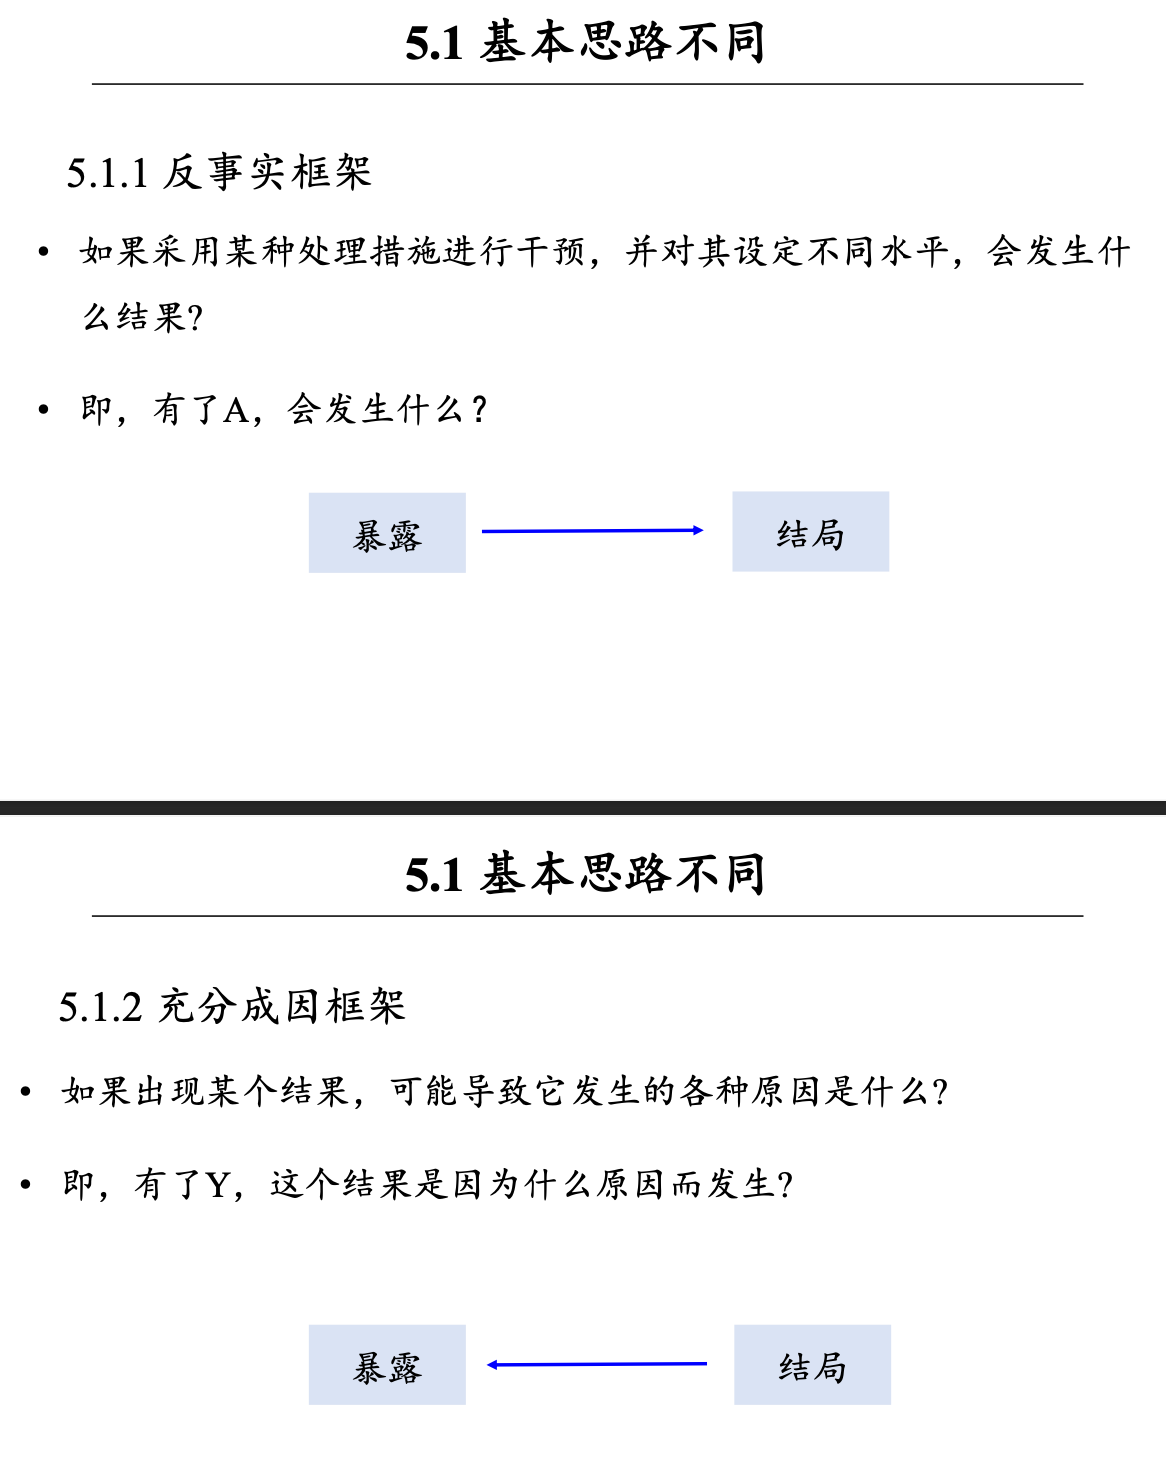 5.1 基本思路不同
5.1.1 反事实框架
• 如果采用某种处理措施进行干预，并对其设定不同水平，会发生什
么结果?
• 即，有了A，会发生什么？
暴露 结局
5.1 基本思路不同
5.1.2 充分成因框架
• 如果出现某个结果，可能导致它发生的各种原因是什么?
• 即，有了Y，这个结果是因为什么原因而发生?
暴露 结局